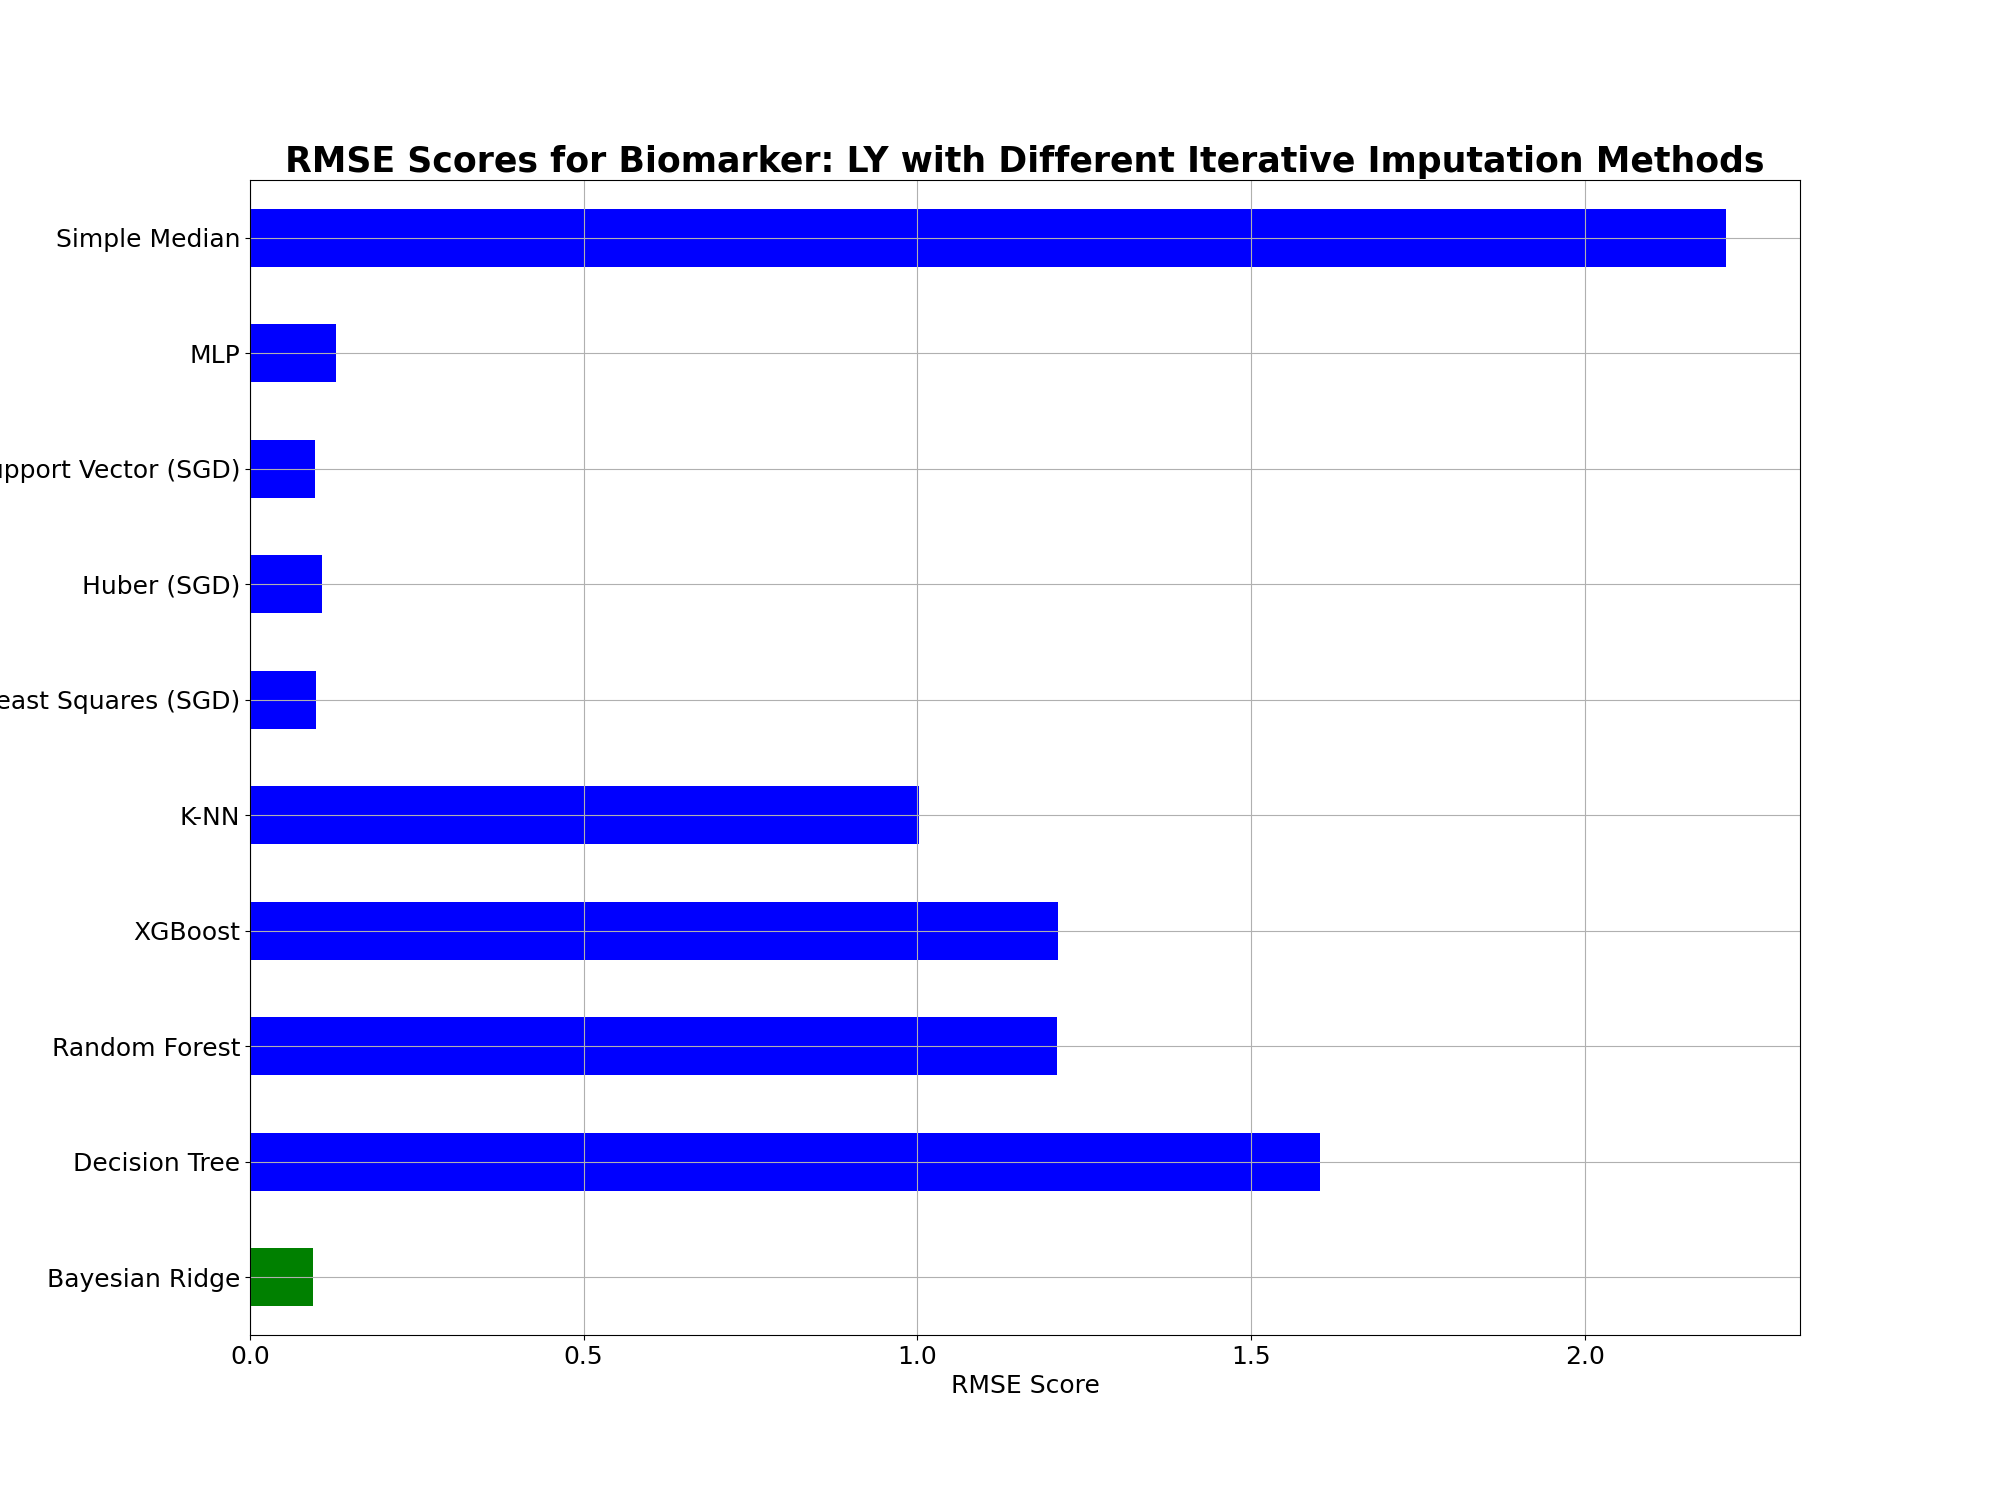 RMSE Scores for Biomarker: LY with Different Iterative Imputation Methods
Simple Median
MLP
Vector (SGD)
Huber (SGD)
Squares (SGD)
K-NN
XGBoost
Random Forest
Decision Tree
Bayesian Ridge
0.0 0.5 1.0 1.5 2.0
RMSE Score